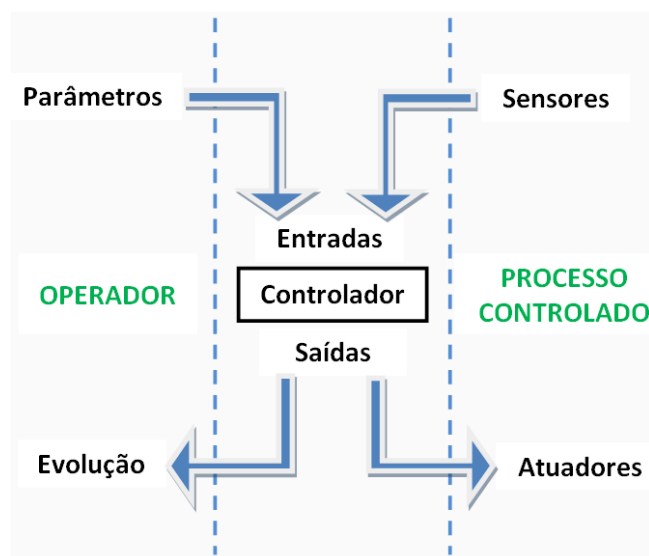 Parâmetros
Sensores
Entradas
OPERADOR
Controlador
PROCESSO
CONTROLADO
Saídas
Evolução
Atuadores